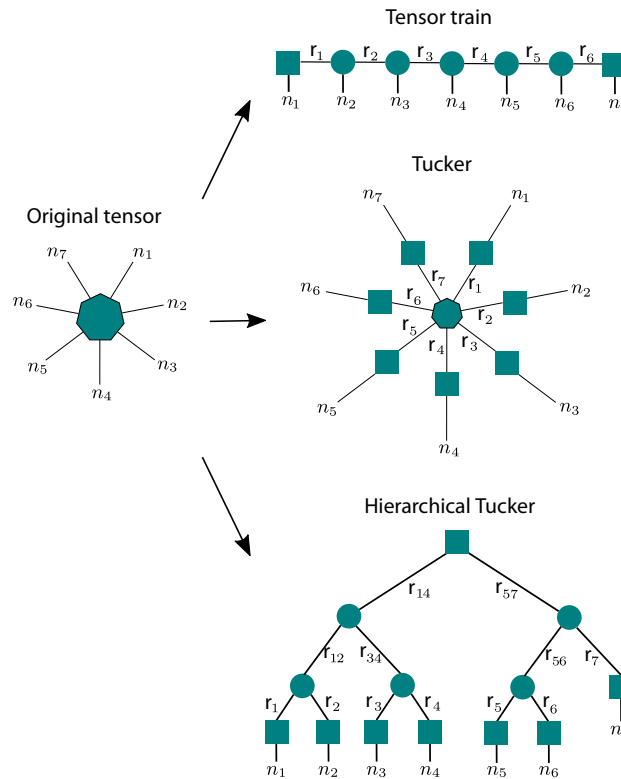 Tensor train
r₁ r₂ r₃ r₄ r₅ r₆
n₁ n₂ n₃ n₄ n₅ n₆ n
Tucker
n₇ n₁
Original tensor
n₇ n₁
r₇ r₁
n₆ n₂
n₆ r₆ r₂ n₂
r₅ r₄ r₃
n₅ n₃
n₄
n₅ n₃
n₄
Hierarchical Tucker
r₁₄ r₅₇
r₁₂ r₃₄ r₅₆ r₇
r₁ r₂ r₃ r₄ r₅ r₆
n
n₁ n₂ n₃ n₄ n₅ n₆